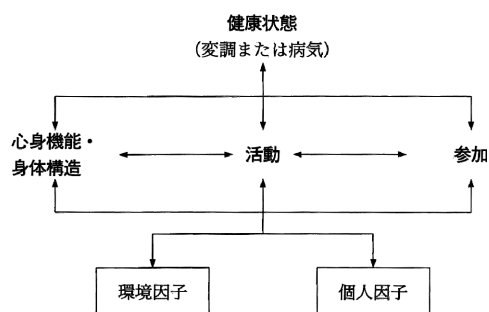 健康状態
(変調または病気)
心身機能・
身体構造
活動
参加
環境因子
個人因子